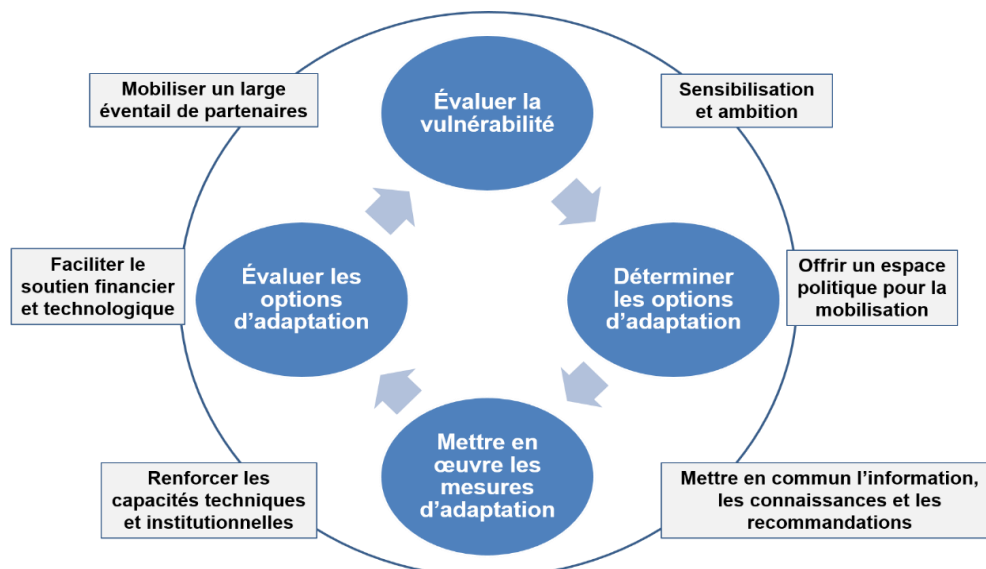 Évaluer la
vulnérabilité
Mobiliser un large
éventail de partenaires
Sensibilisation
et ambition
Faciliter le
soutien financier
et technologique
Évaluer les
options
d’adaptation
Déterminer
les options
d’adaptation
Offrir un espace
politique pour la
mobilisation
Renforcer les
capacités techniques
et institutionnelles
Mettre en
œuvre les
mesures
d’adaptation
Mettre en commun l’information,
les connaissances et les
recommandations